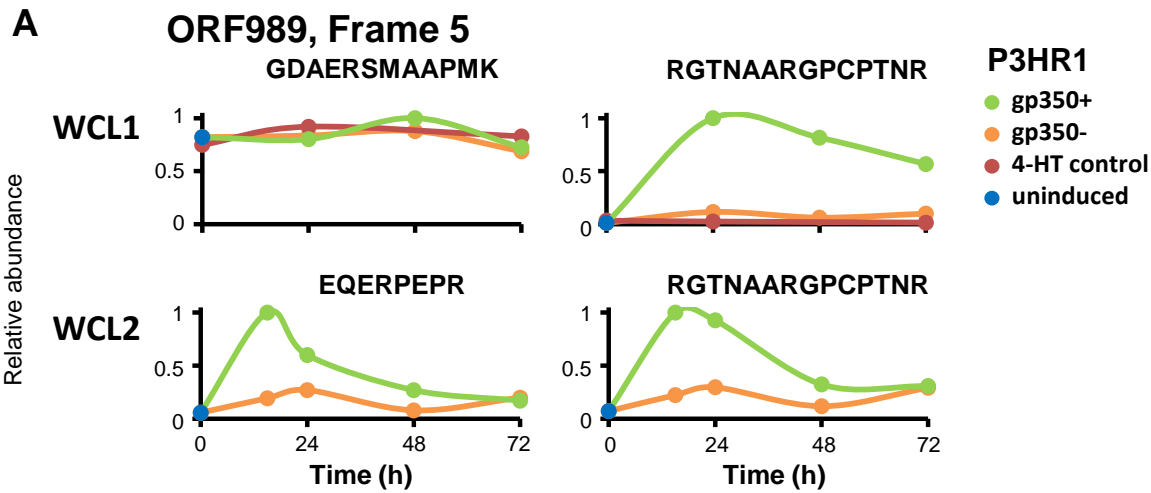 A
ORF989, Frame 5
GDAERSMAAPMK
RGTNAARGPCPTNR
P3HR1
gp350+
gp350-
4-HT control
uninduced
WCL1
1
0.5
0
1
0.5
0
Relative abundance
EQERPEPR
RGTNAARGPCPTNR
WCL2
1
0.5
0
1
0.5
0
0 24 48 72
0 24 48 72
Time (h)
Time (h)